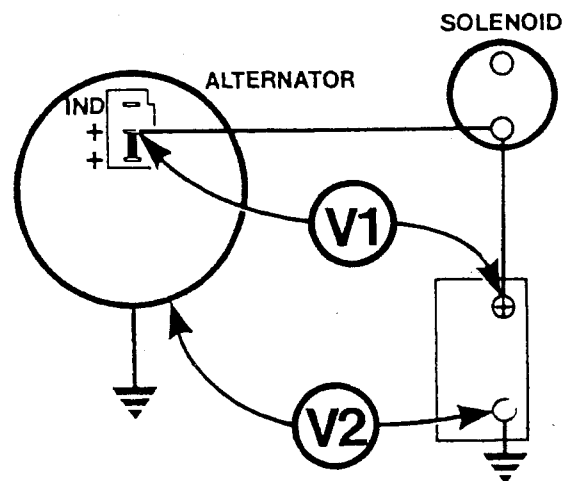 SOLENOID
ALTERNATOR
IND
+
+
V1
+
V2